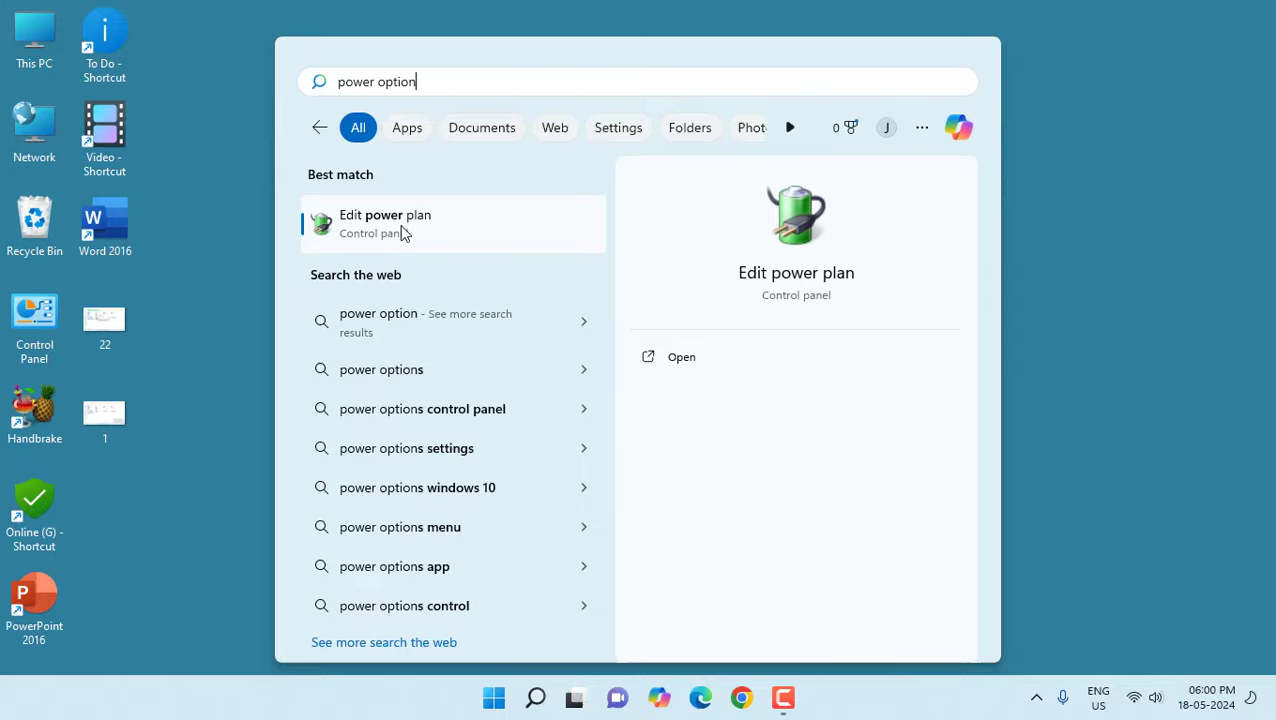 This PC
To Do -
Shortcut
Network
Video -
Shortcut
Recycle Bin
Word 2016
Control
Panel
22
Handbrake
1
Online (G) -
Shortcut
PowerPoint
2016
power option
All
Apps
Documents
Web
Settings
Folders
Phot
0
J
Best match
Edit power plan
Control pan
Search the web
power option - See more search
results
power options
power options control panel
power options settings
power options windows 10
power options menu
power options app
power options control
See more search the web
Edit power plan
Control panel
Open
ENG
US
06:00 PM
18-05-2024